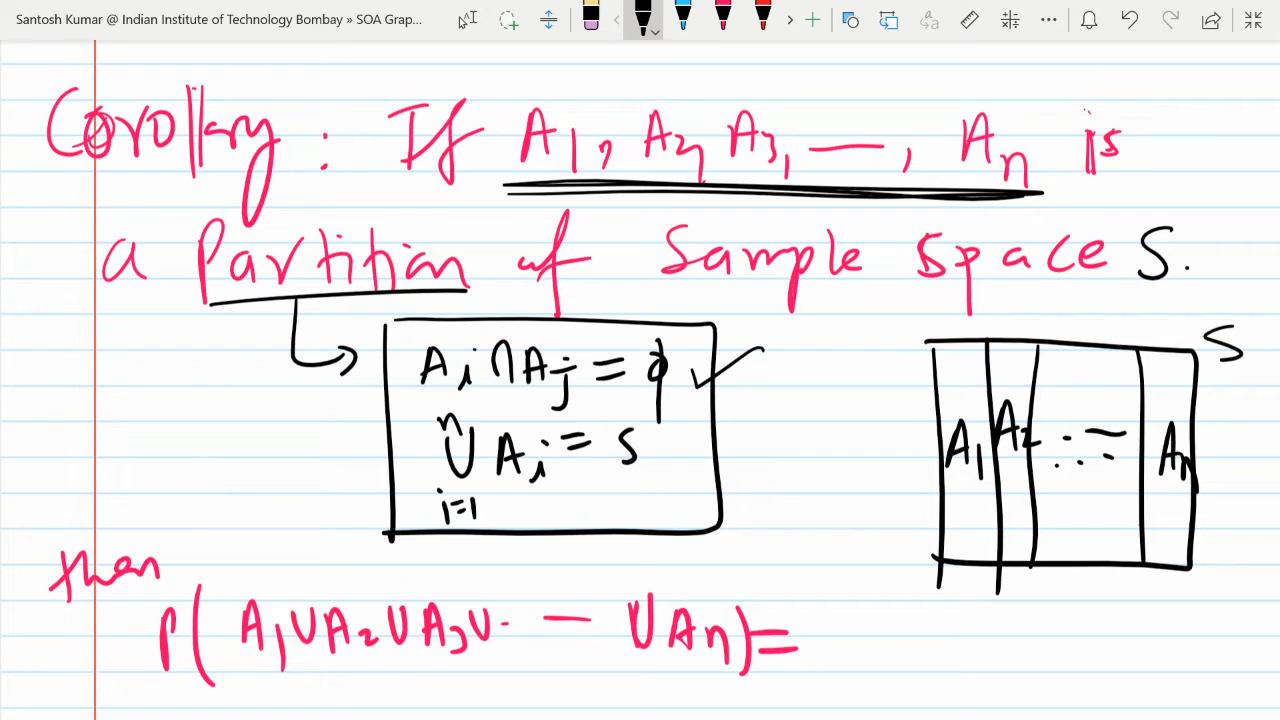 Santosh Kumar @ Indian Institute of Technology Bombay » SOA Grap...
Corollary : If A1, A2, A3, —, An is
a Partition of Sample space S.
Ai ∩ Aj = ϕ ✓
n
∪ Ai = S
i=1
S
A1 A2 An
then
P( A1 ∪ A2 ∪ A3 ∪ · — ∪ An) =